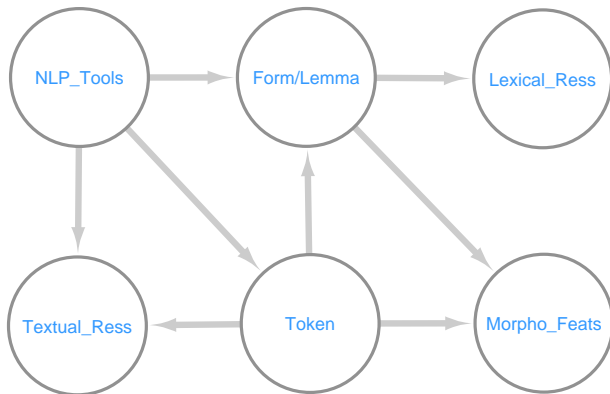 NLP_Tools
Form/Lemma
Lexical_Ress
Textual_Ress
Token
Morpho_Feats